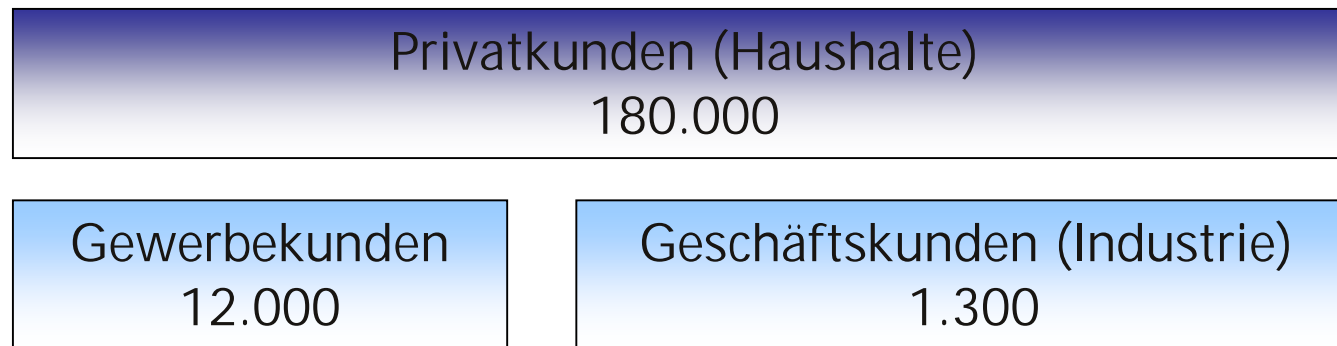 Privatkunden (Haushalte)
180.000
Gewerbekunden
12.000
Geschäftskunden (Industrie)
1.300